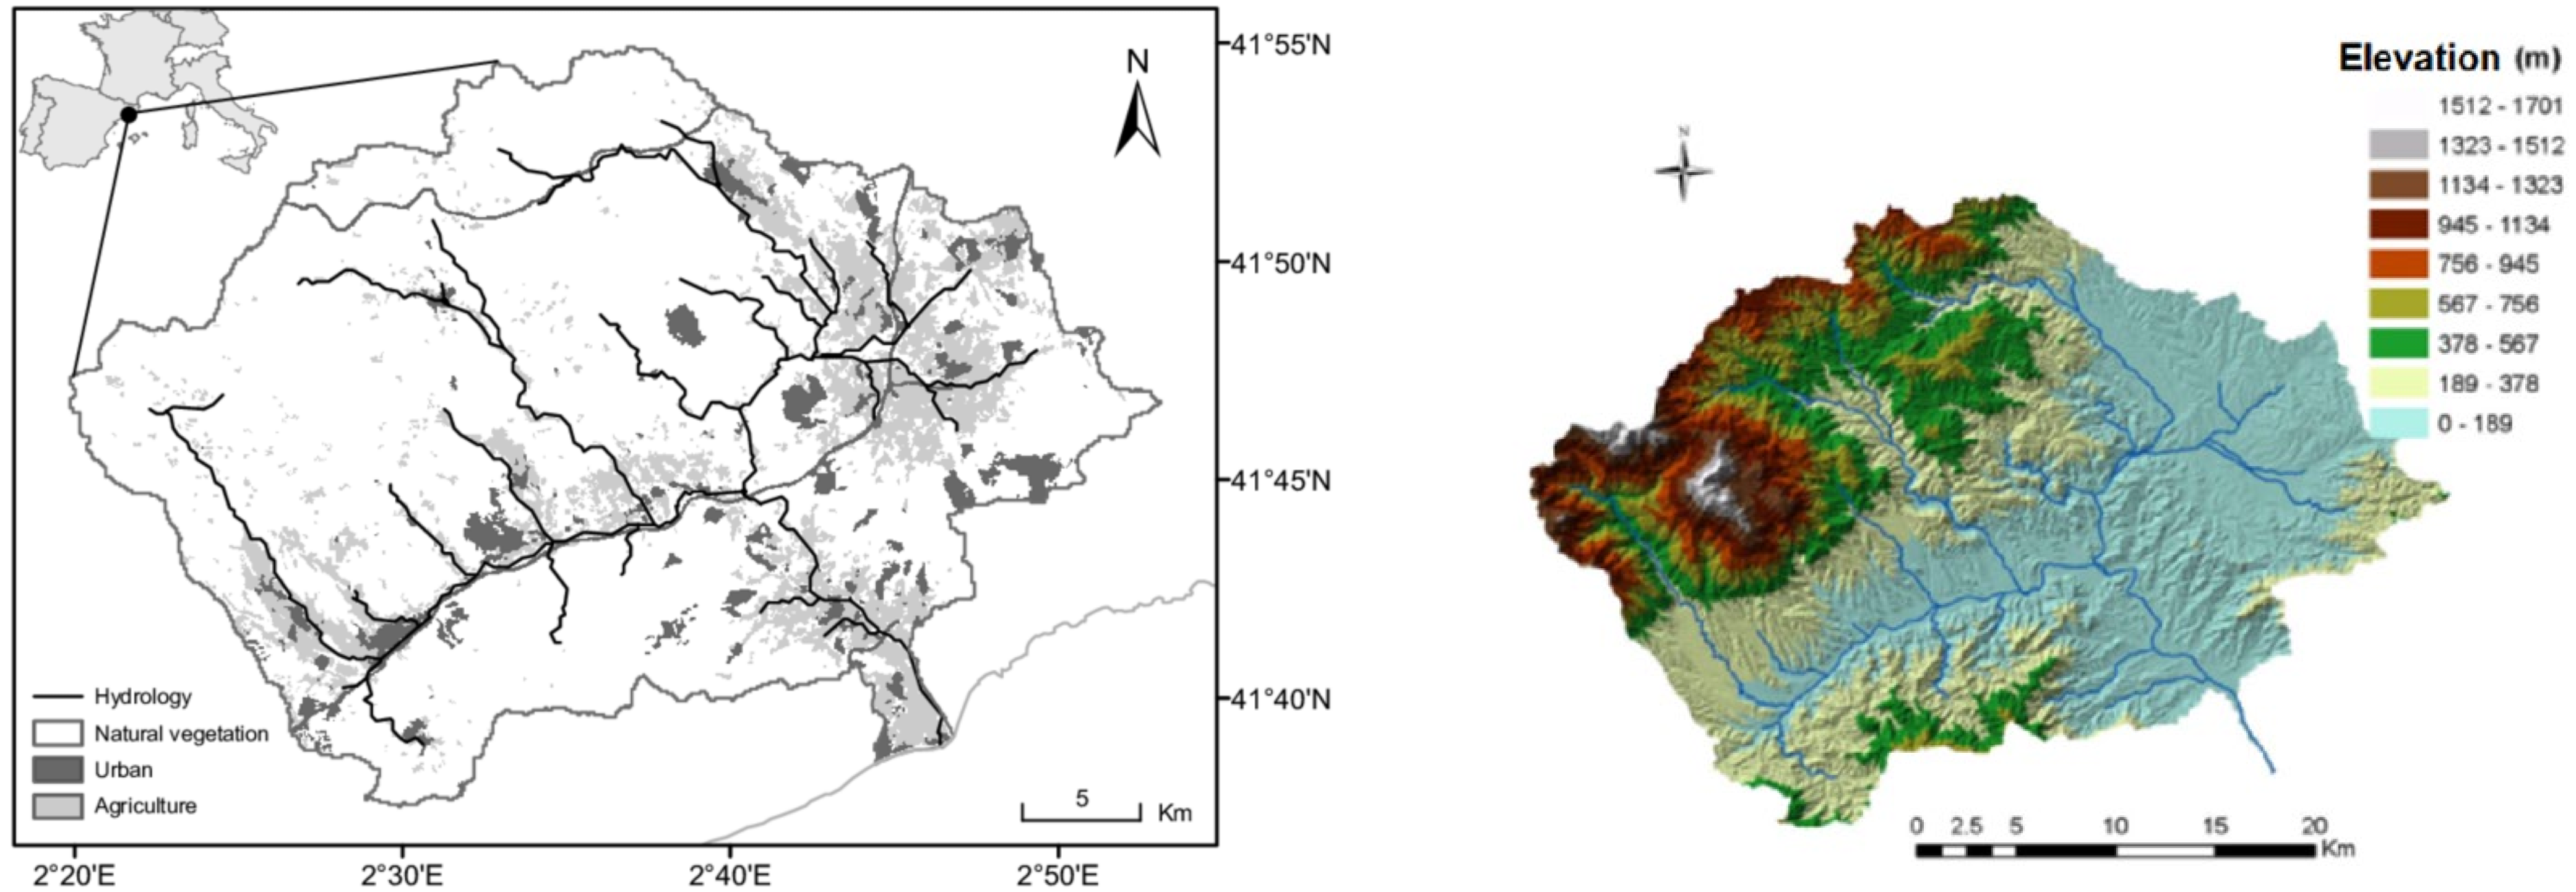 N
41°55'N
41°50'N
41°45'N
41°40'N
Hydrology
Natural vegetation
Urban
Agriculture
5
Km
2°20'E
2°30'E
2°40'E
2°50'E
Elevation (m)
1512 - 1701
1323 - 1512
1134 - 1323
945 - 1134
756 - 945
567 - 756
378 - 567
189 - 378
0 - 189
N
0 2.5 5 10 15 20
Km